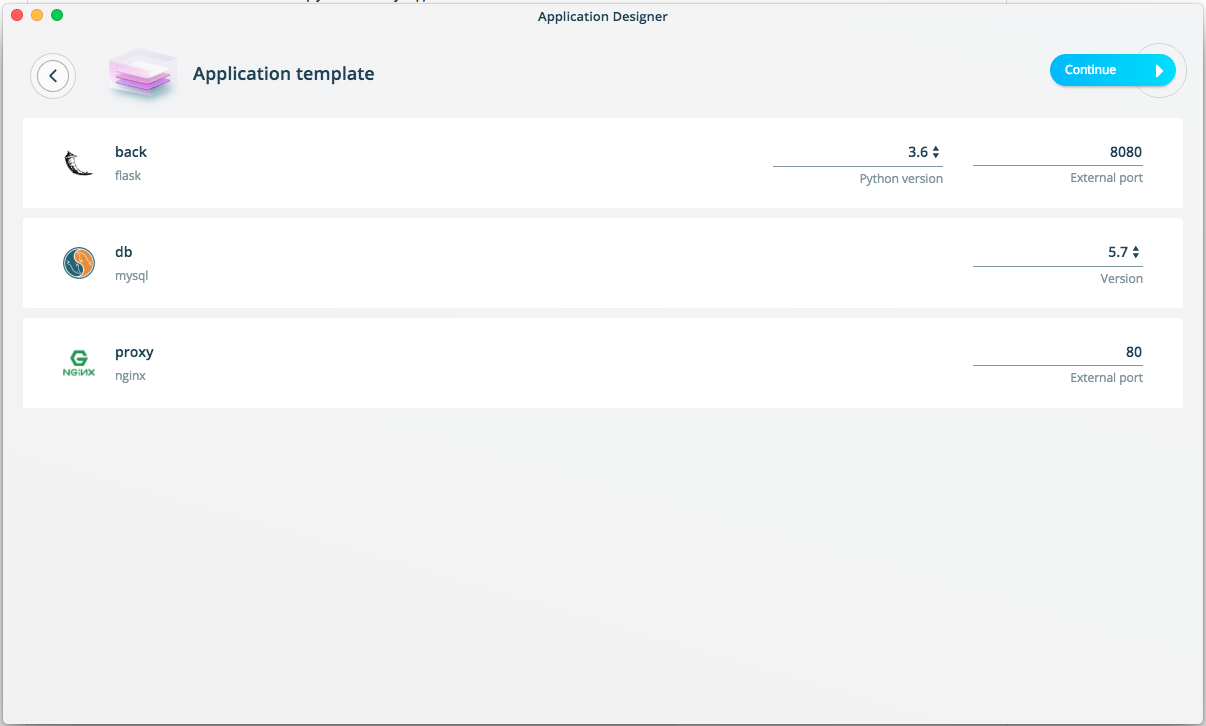 Application Designer
Application template
Continue
back
flask
3.6
Python version
8080
External port
db
mysql
5.7
Version
NGINX
proxy
nginx
80
External port